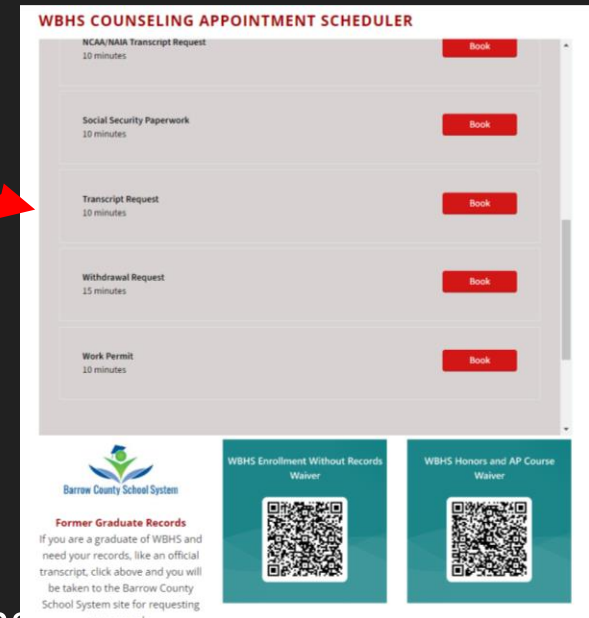 WBHS COUNSELING APPOINTMENT SCHEDULER
NCAA/NAIA Transcript Request
10 minutes
Book
Social Security Paperwork
10 minutes
Book
Transcript Request
10 minutes
Book
Withdrawal Request
15 minutes
Book
Work Permit
10 minutes
Book
Barrow County School System
Former Graduate Records
If you are a graduate of WBHS and
need your records, like an official
transcript, click above and you will
be taken to the Barrow County
School System site for requesting
WBHS Enrollment Without Records
Waiver
WBHS Honors and AP Course
Waiver